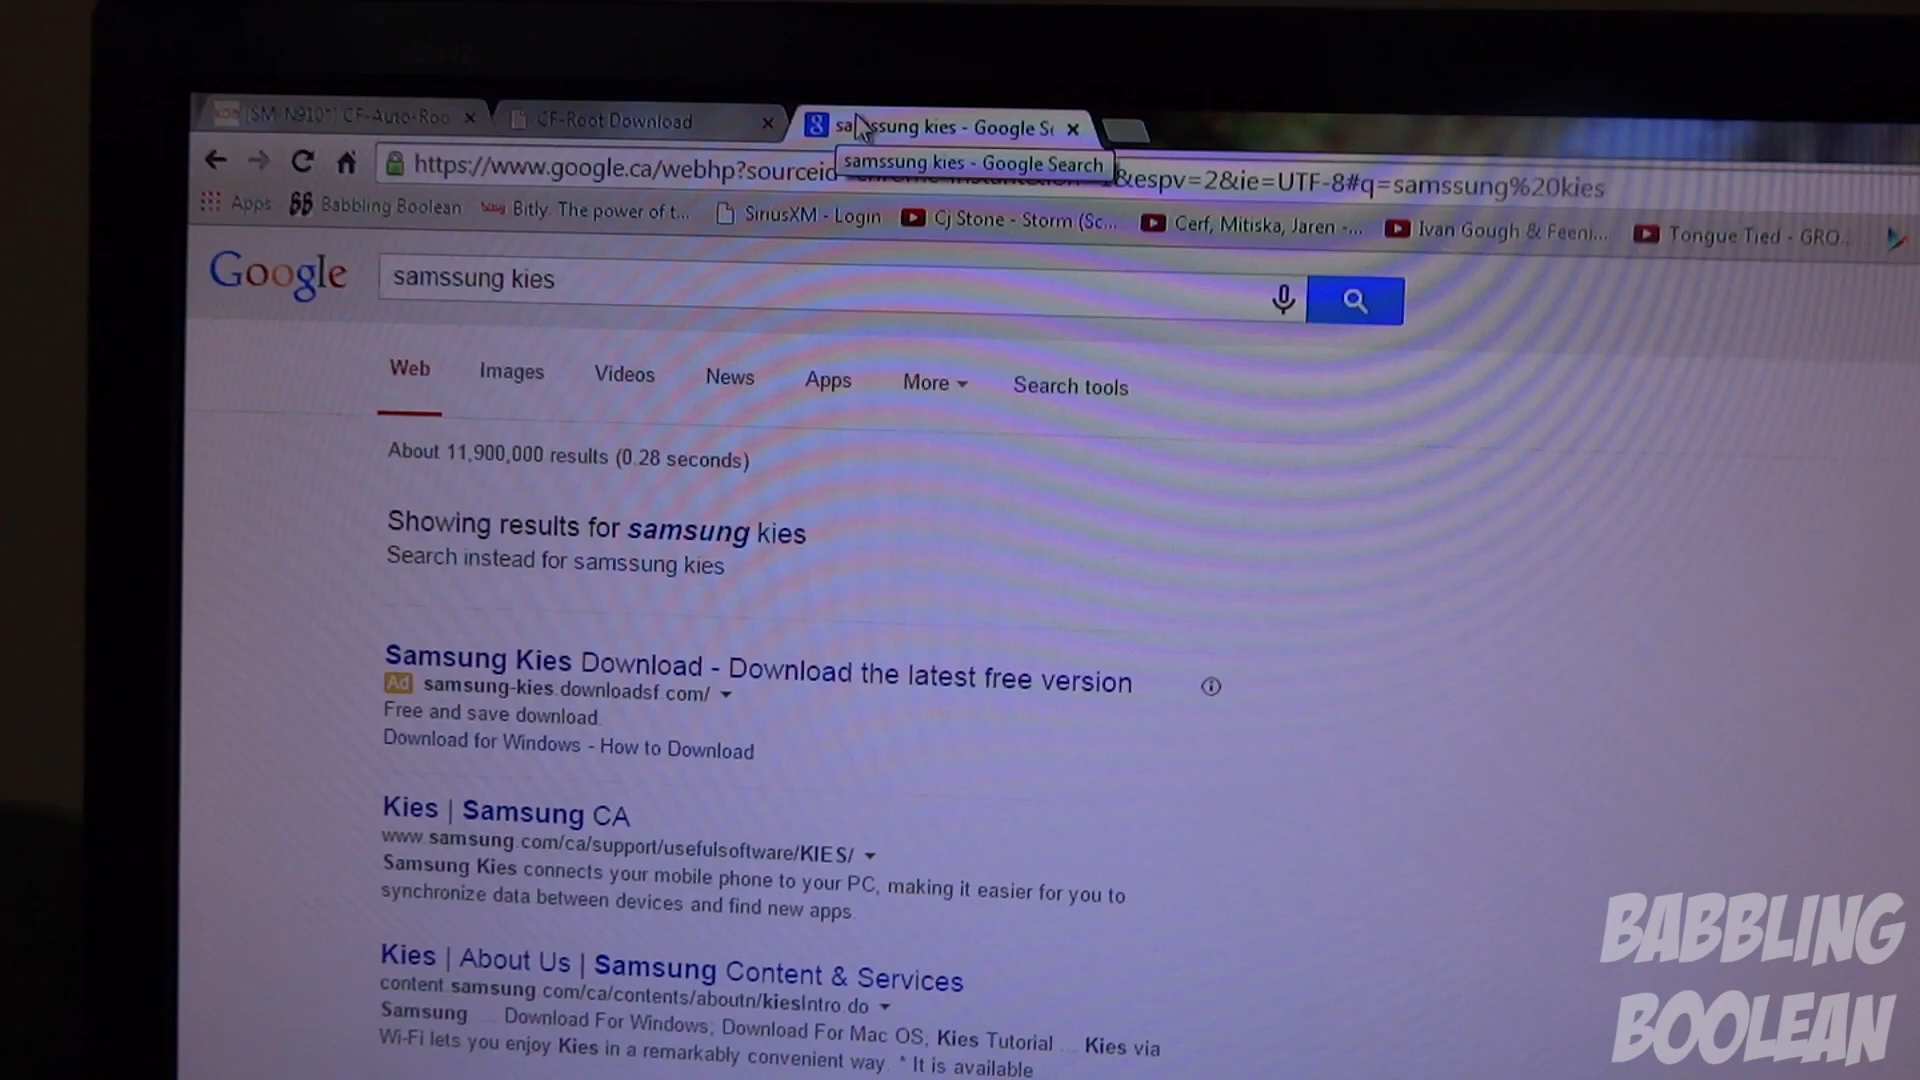 [SM-N910*] CF-Auto-Roo
CF-Root Download
samssung kies - Google Se
samssung kies - Google Search
https://www.google.ca/webhp?sourceid
&espv=2&ie=UTF-8#q=samssung%20kies
Apps
Babbling Boolean
Bitly. The power of t...
SiriusXM - Login
Cj Stone - Storm (Sc...
Cerf, Mitiska, Jaren -...
Ivan Gough & Feeni...
Tongue Tied - GRO...
Google
samssung kies
Web Images Videos News Apps More Search tools
About 11,900,000 results (0.28 seconds)
Showing results for samsung kies
Search instead for samssung kies
Samsung Kies Download - Download the latest free version
Ad samsung-kies.downloadsf.com/
Free and save download.
Download for Windows - How to Download
Kies | Samsung CA
www.samsung.com/ca/support/usefulsoftware/KIES/
Samsung Kies connects your mobile phone to your PC, making it easier for you to
synchronize data between devices and find new apps.
Kies | About Us | Samsung Content & Services
content.samsung.com/ca/contents/aboutn/kiesIntro.do
Samsung ... Download For Windows; Download For Mac OS; Kies Tutorial ... Kies via
Wi-Fi lets you enjoy Kies in a remarkably convenient way. * It is available
BABBLING
BOOLEAN